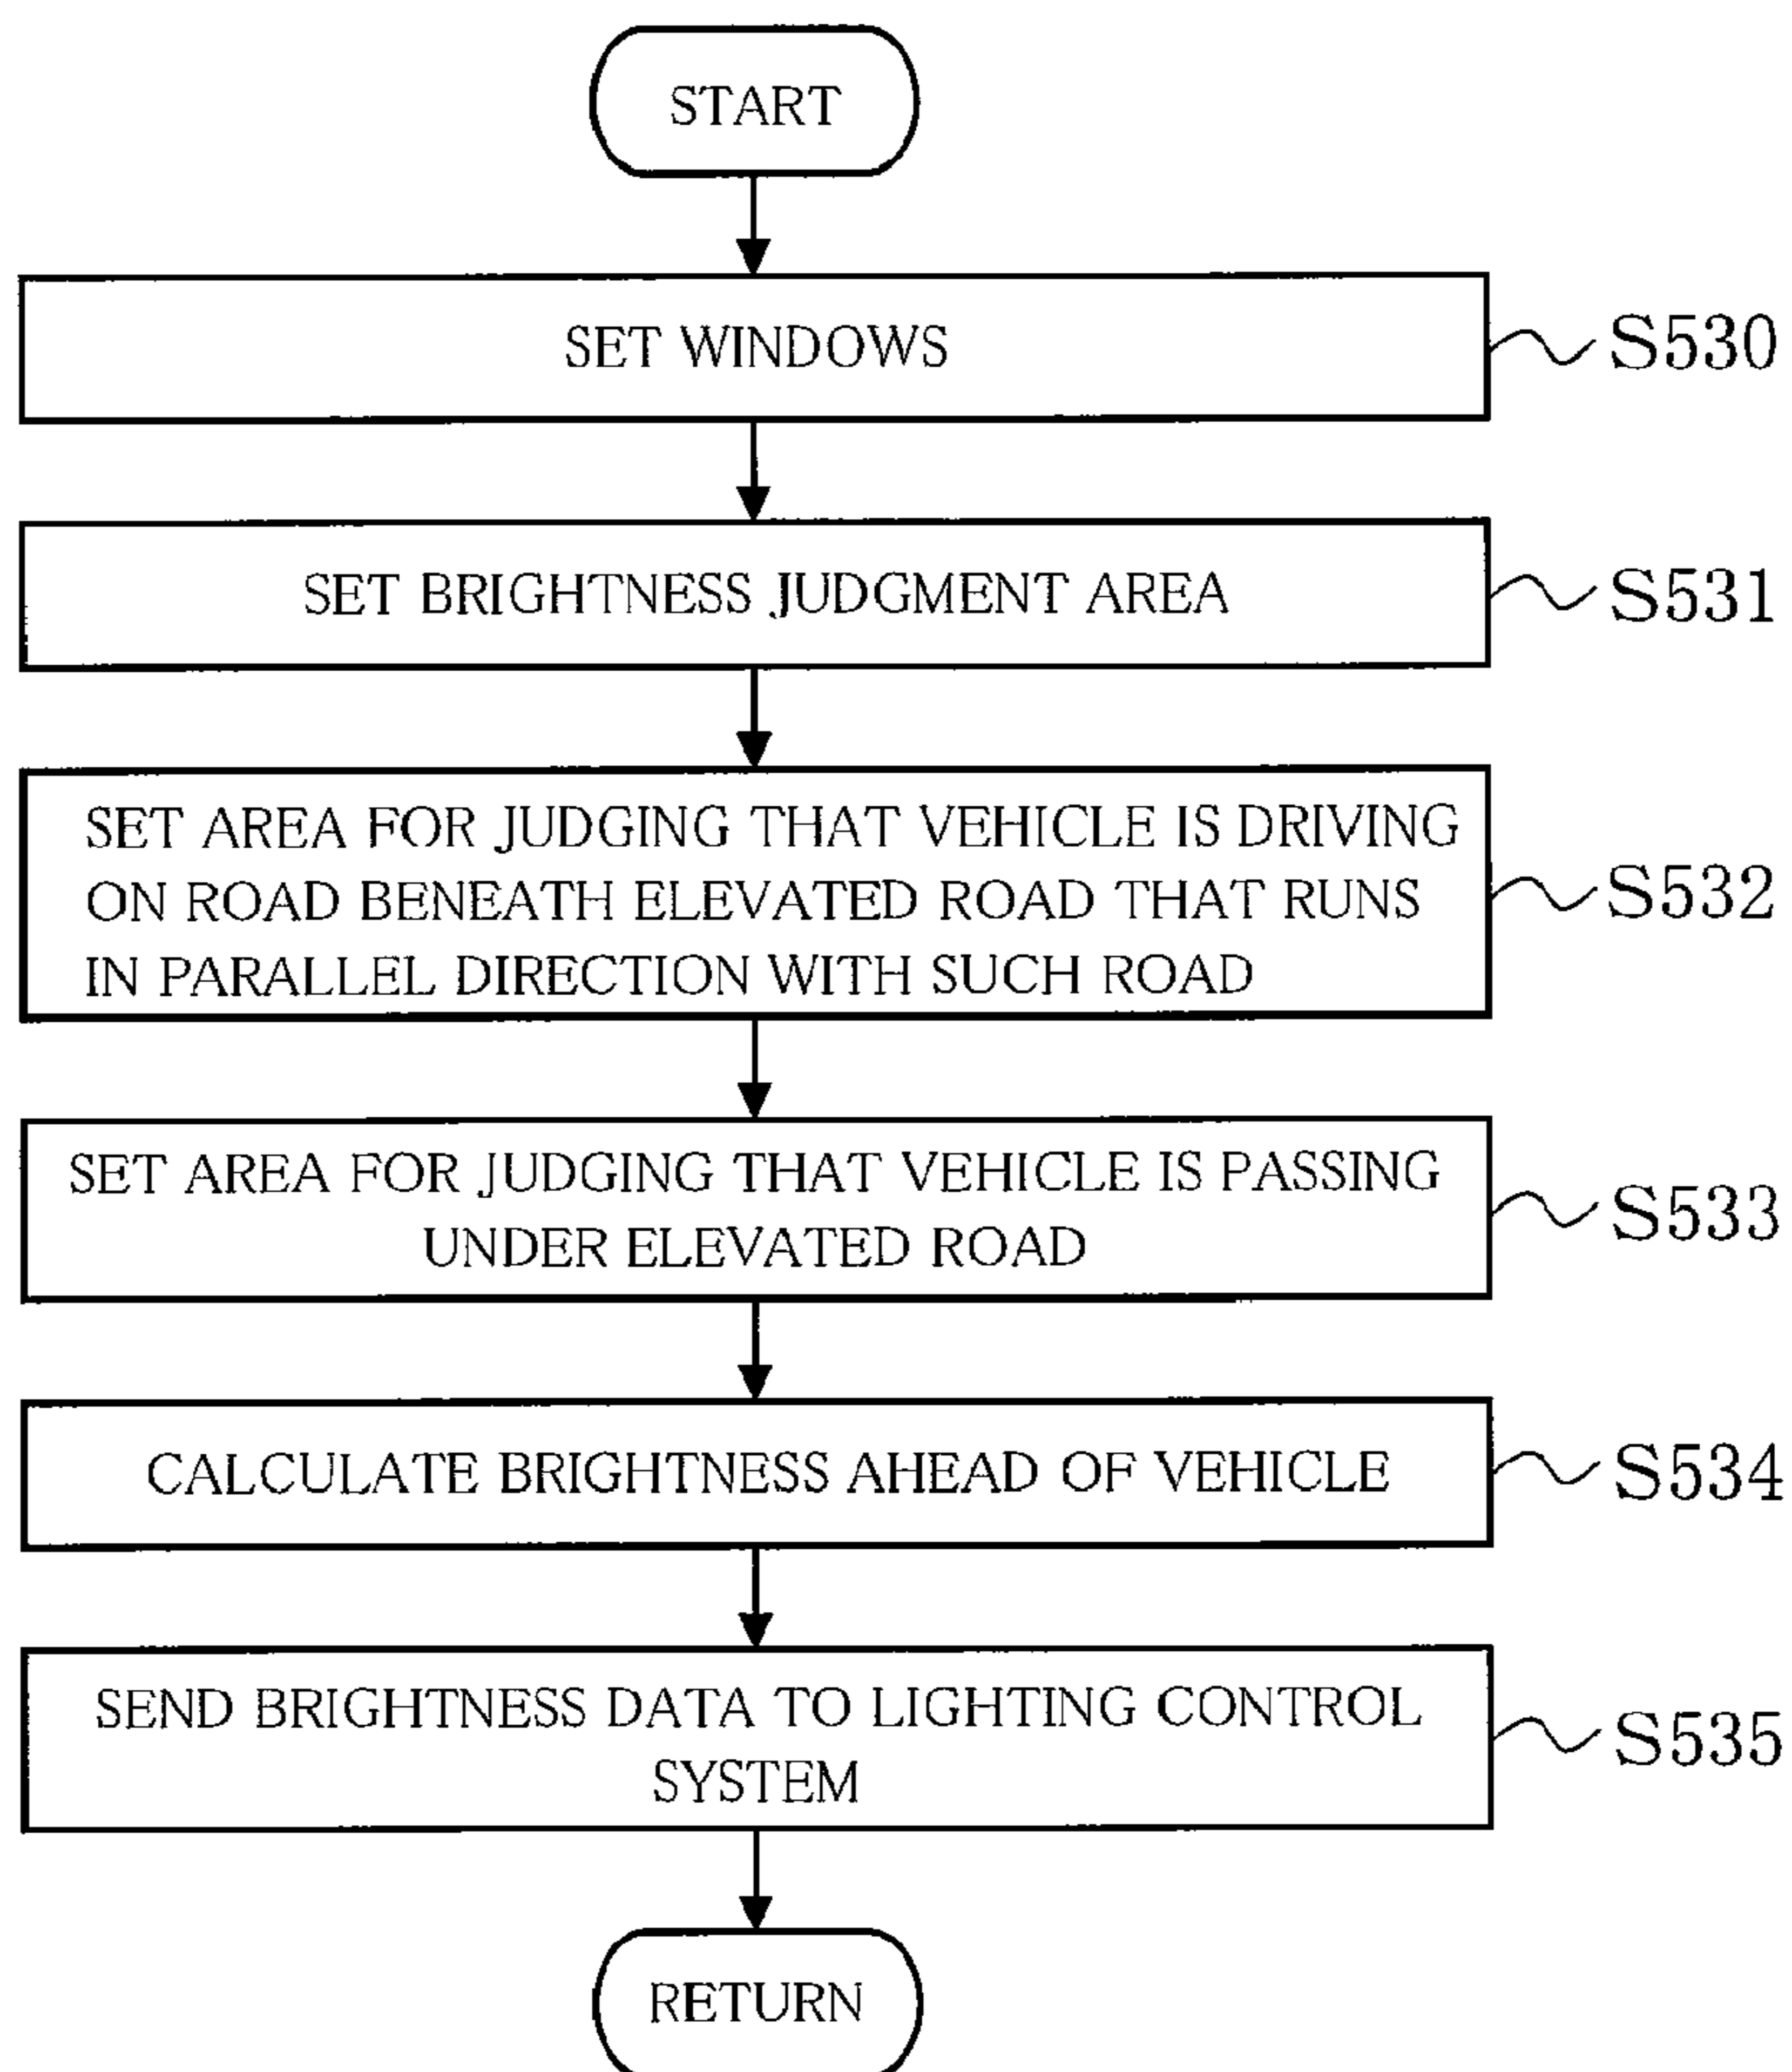 START
SET WINDOWS
S530
SET BRIGHTNESS JUDGMENT AREA
S531
SET AREA FOR JUDGING THAT VEHICLE IS DRIVING
ON ROAD BENEATH ELEVATED ROAD THAT RUNS
IN PARALLEL DIRECTION WITH SUCH ROAD
S532
SET AREA FOR JUDGING THAT VEHICLE IS PASSING
UNDER ELEVATED ROAD
S533
CALCULATE BRIGHTNESS AHEAD OF VEHICLE
S534
SEND BRIGHTNESS DATA TO LIGHTING CONTROL
SYSTEM
S535
RETURN